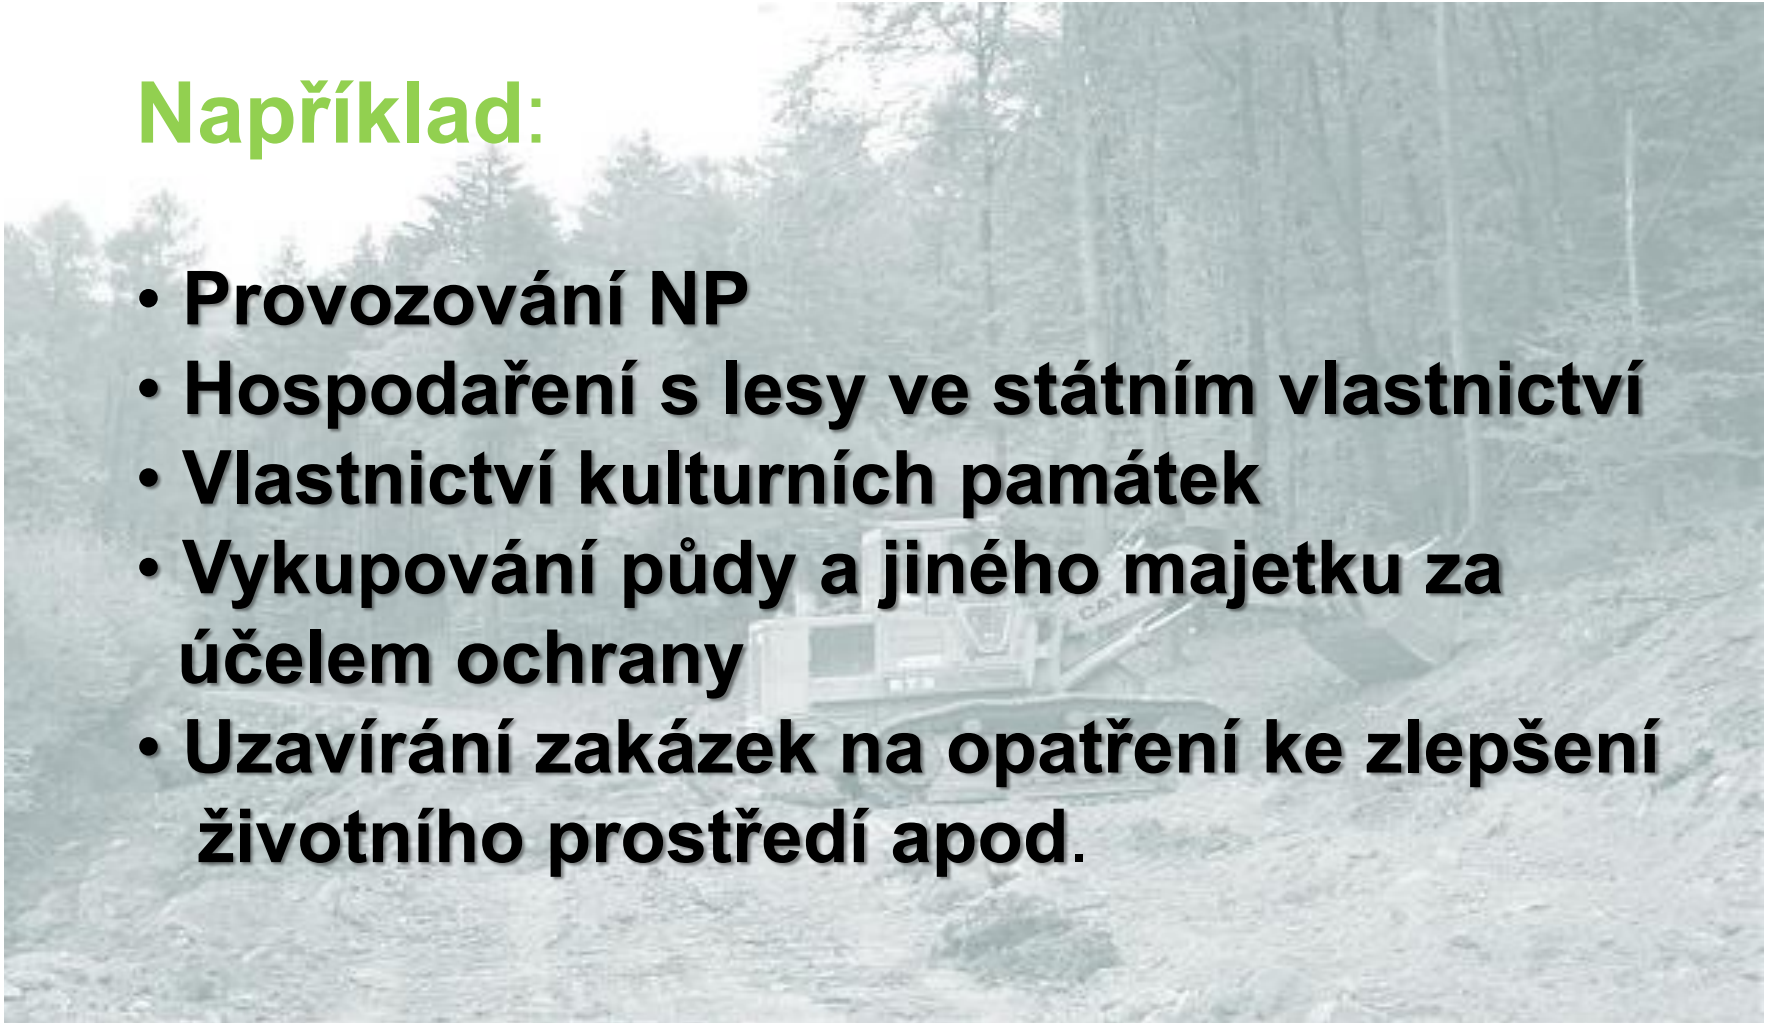 Například:
• Provozování NP
• Hospodaření s lesy ve státním vlastnictví
• Vlastnictví kulturních památek
• Vykupování půdy a jiného majetku za
účelem ochrany
• Uzavírání zakázek na opatření ke zlepšení
životního prostředí apod.
CAT